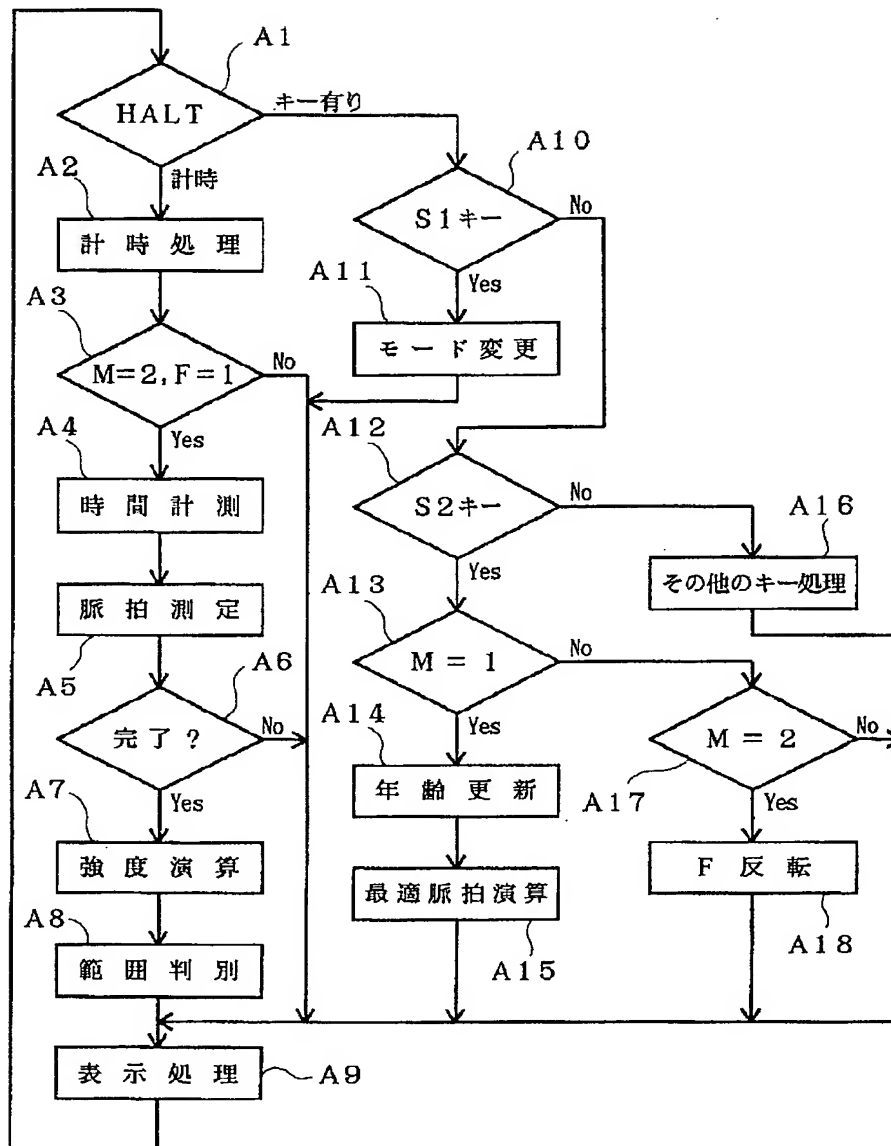 A1
HALT
キー有り
計時
A2
計時処理
A10
S1キー
No
Yes
A11
モード変更
A3
M=2,F=1
No
Yes
A4
時間計測
A12
S2キー
No
Yes
A16
その他のキー処理
脈拍測定
A5
A13
M=1
No
Yes
A6
完了?
No
Yes
A14
年齢更新
M=2
No
A17
Yes
A7
強度演算
最適脈拍演算
A15
F反転
A18
A8
範囲判別
表示処理
A9